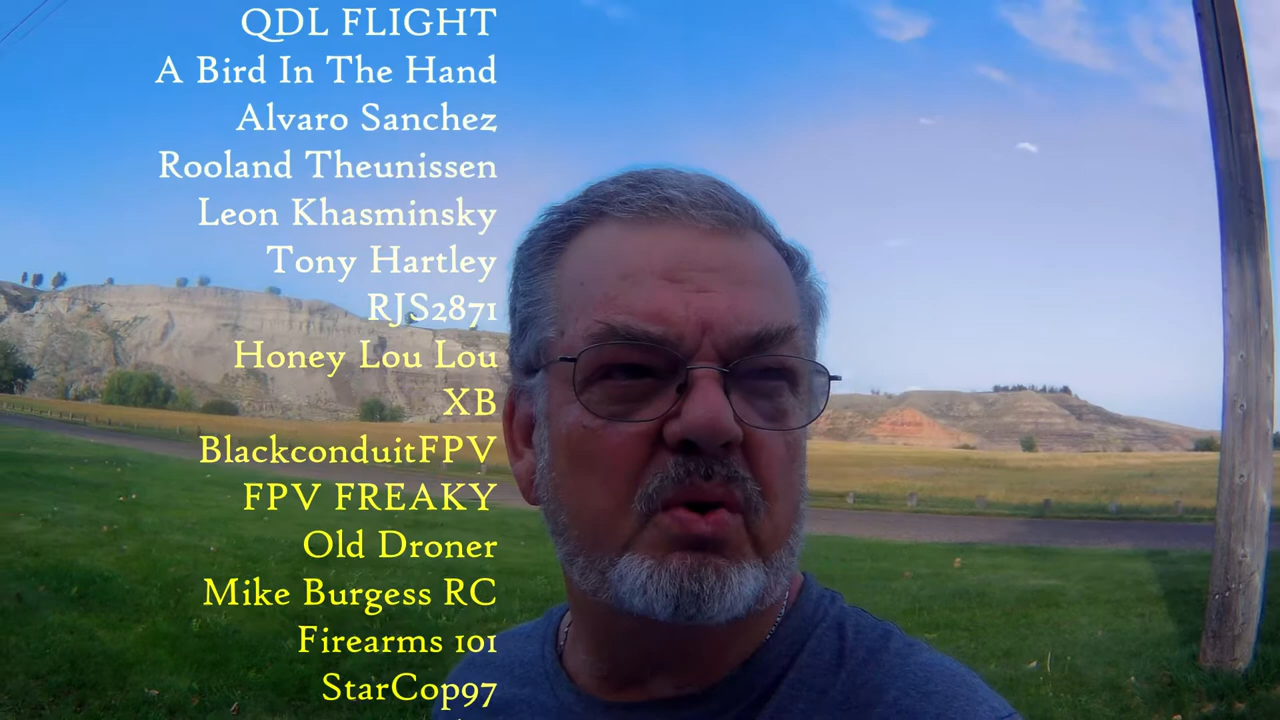 QDL FLIGHT
A Bird In The Hand
Alvaro Sanchez
Rooland Theunissen
Leon Khasminsky
Tony Hartley
RJS2871
Honey Lou Lou
XB
BlackconduitFPV
FPV FREAKY
Old Droner
Mike Burgess RC
Firearms 101
StarCop97